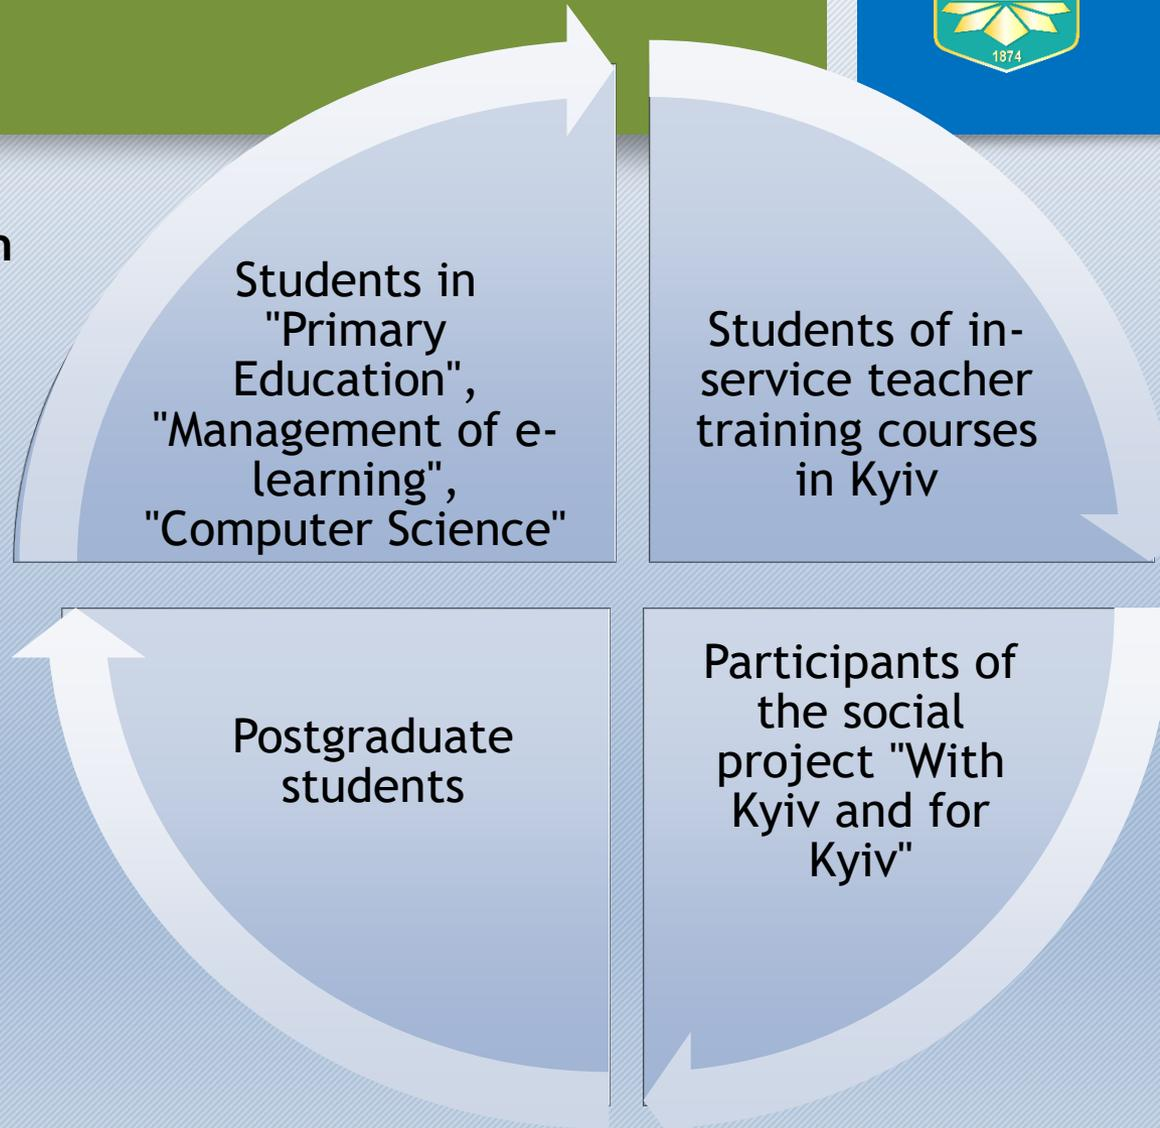 1874
n
Students in
"Primary
Education",
"Management of e-
learning",
"Computer Science"
Students of in-
service teacher
training courses
in Kyiv
Postgraduate
students
Participants of
the social
project "With
Kyiv and for
Kyiv"